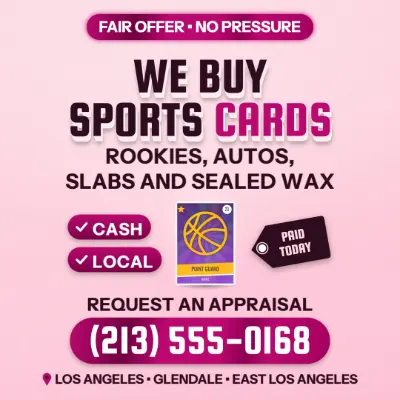 FAIR OFFER • NO PRESSURE
WE BUY
SPORTS CARDS
ROOKIES, AUTOS,
SLABS AND SEALED WAX
CASH
LOCAL
POINT GUARD
PAID
TODAY
REQUEST AN APPRAISAL
(213) 555-0168
LOS ANGELES • GLENDALE • EAST LOS ANGELES